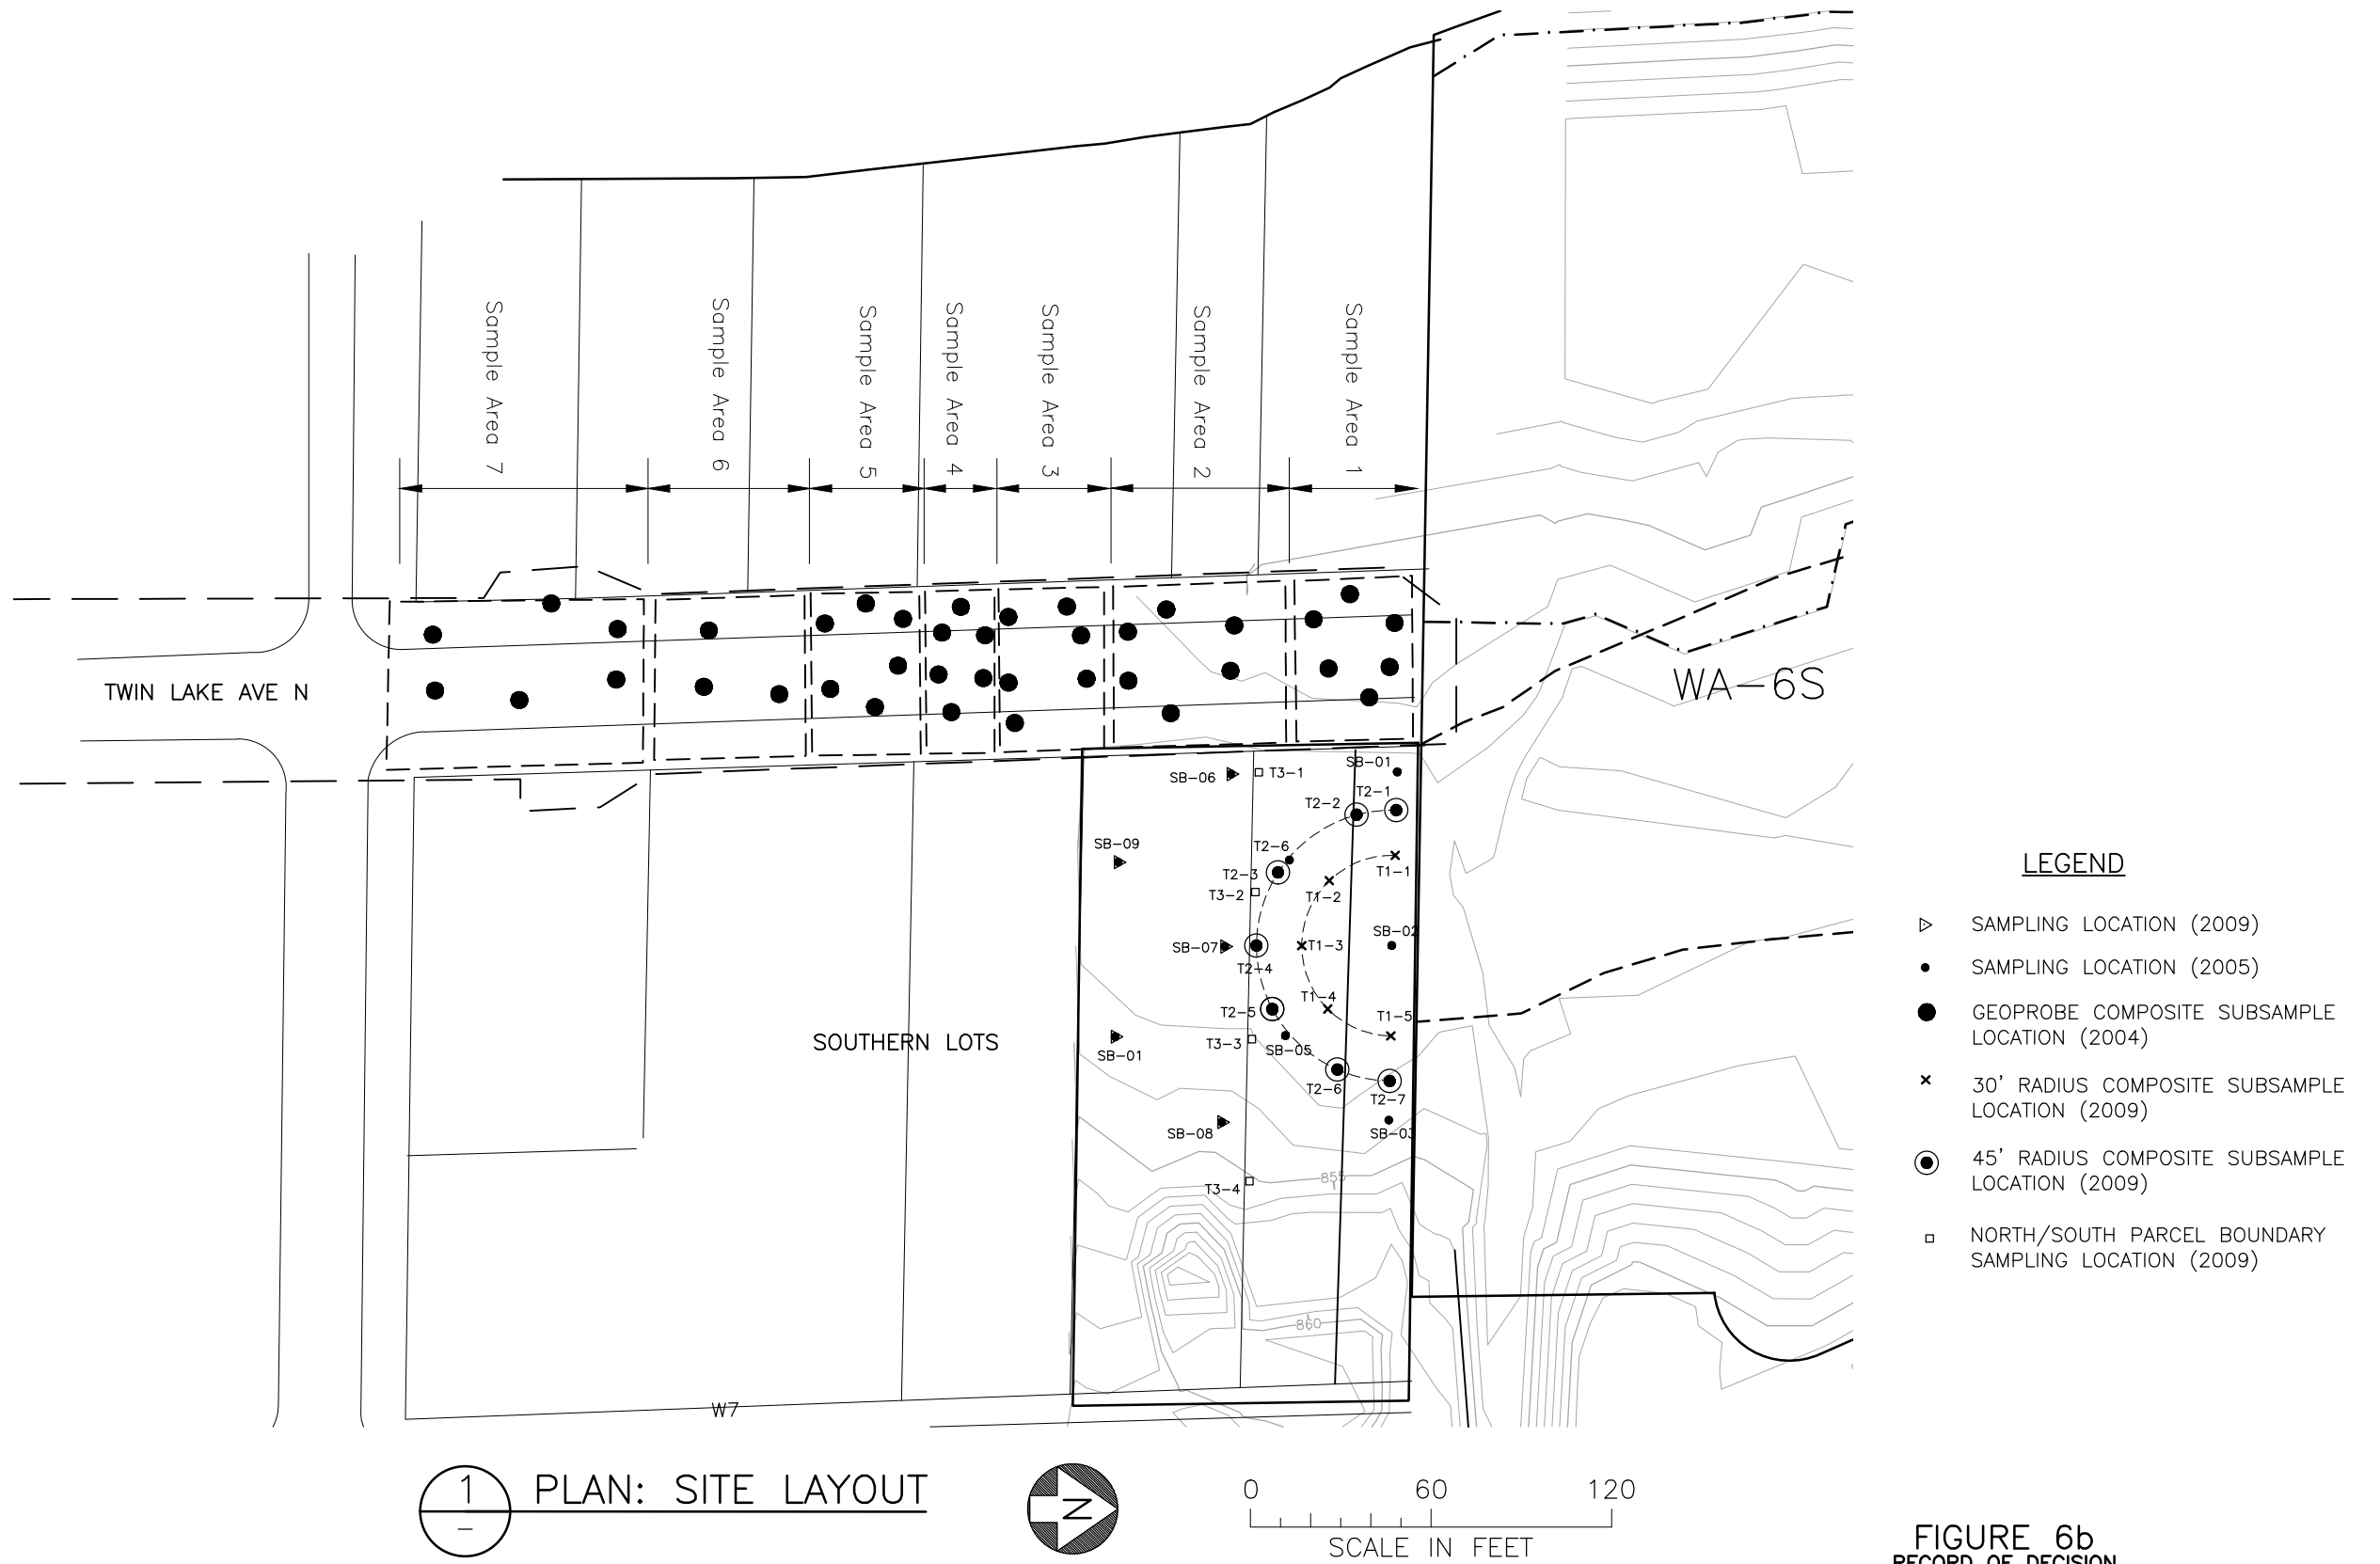 Sample Area 7
Sample Area 6
Sample Area 5
Sample Area 4
Sample Area 3
Sample Area 2
Sample Area 1
TWIN LAKE AVE N
WA-6S
SB-06
T3-1
SB-01
T2-1
T2-2
SB-09
T2-6
T2-3
T1-1
T3-2
T1-2
SB-02
SB-07
T1-3
T2-4
T1-4
T2-5
T1-5
SOUTHERN LOTS
T3-3
SB-05
SB-01
T2-6
T2-7
SB-08
SB-03
855
T3-4
860
W7
LEGEND
SAMPLING LOCATION (2009)
SAMPLING LOCATION (2005)
GEOPROBE COMPOSITE SUBSAMPLE
LOCATION (2004)
30' RADIUS COMPOSITE SUBSAMPLE
LOCATION (2009)
45' RADIUS COMPOSITE SUBSAMPLE
LOCATION (2009)
NORTH/SOUTH PARCEL BOUNDARY
SAMPLING LOCATION (2009)
1
–
PLAN: SITE LAYOUT
N
0 60 120
SCALE IN FEET
FIGURE 6b
RECORD OF DECISION